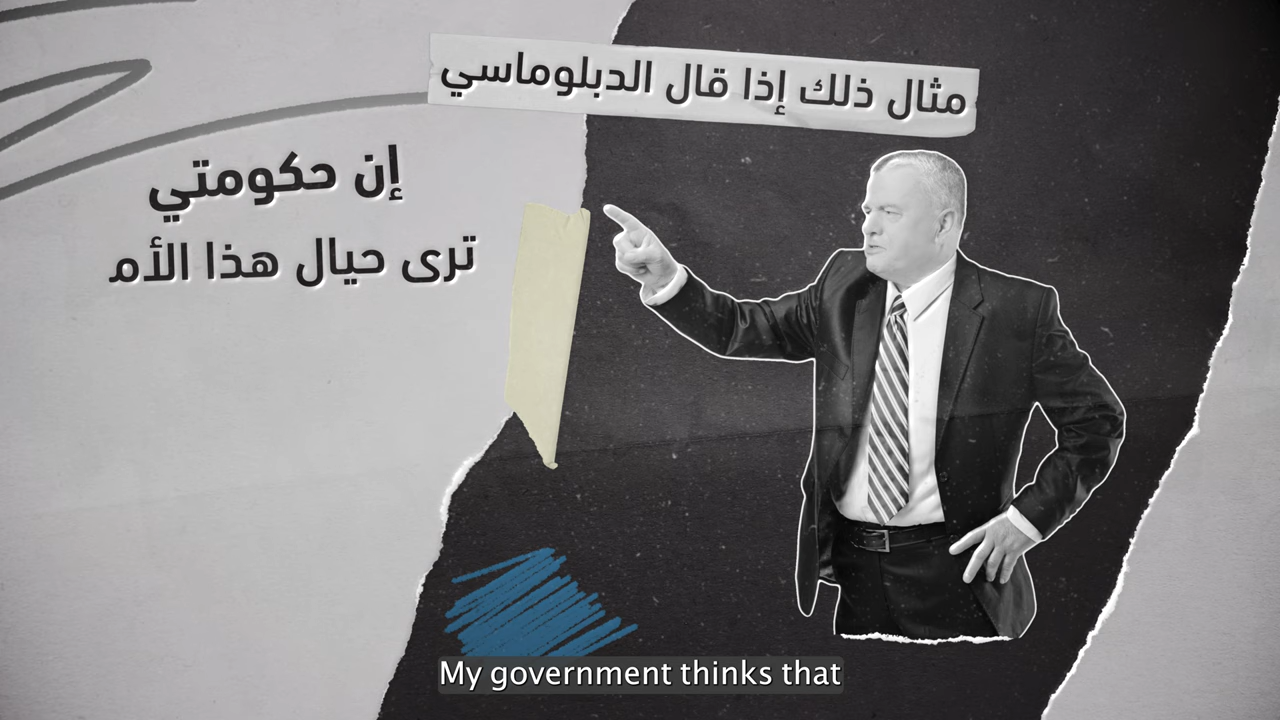 مثال ذلك إذا قال الدبلوماسي
إن حكومتي
ترى حيال هذا الأم
My government thinks that